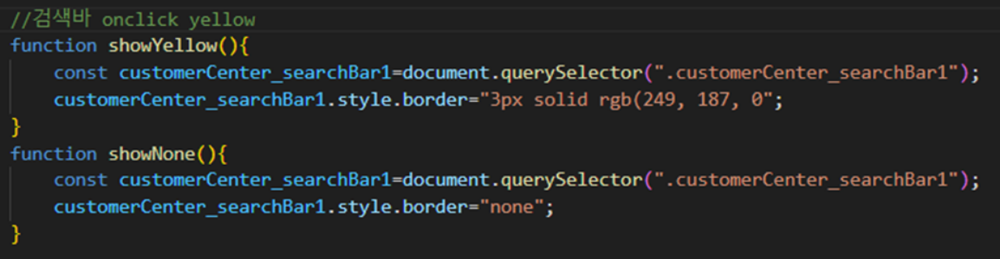 //검색바 onclick yellow
function showYellow(){
    const customerCenter_searchBar1=document.querySelector(".customerCenter_searchBar1");
    customerCenter_searchBar1.style.border="3px solid rgb(249, 187, 0";
}
function showNone(){
    const customerCenter_searchBar1=document.querySelector(".customerCenter_searchBar1");
    customerCenter_searchBar1.style.border="none";
}